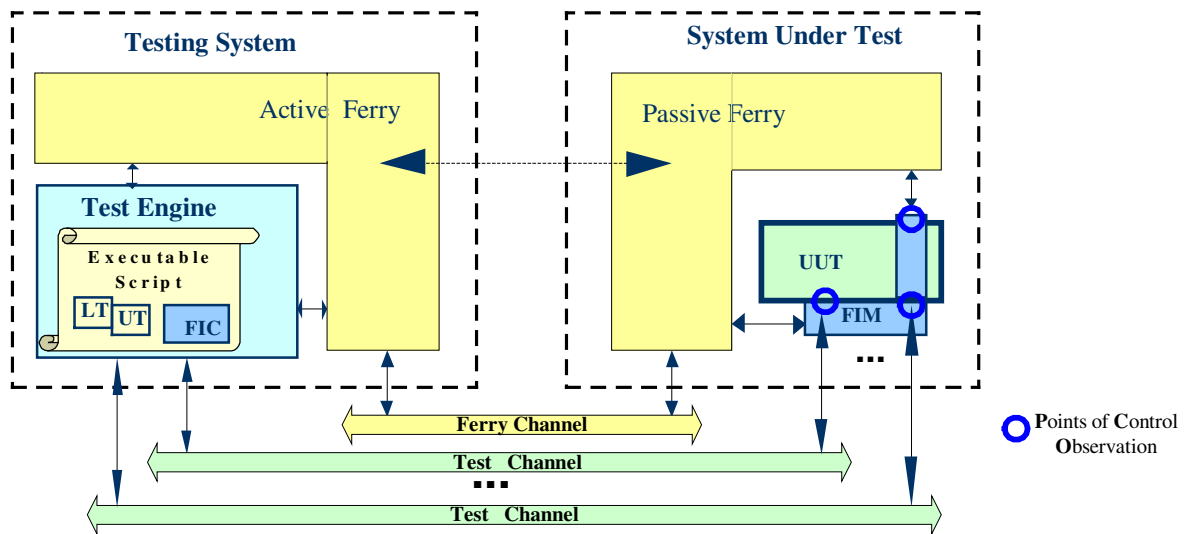 Testing System
System Under Test
Active Ferry
Passive Ferry
Test Engine
Executable
Script
LT
UT
FIC
UUT
FIM
...
Ferry Channel
Test Channel
...
Test Channel
Points of Control
Observation